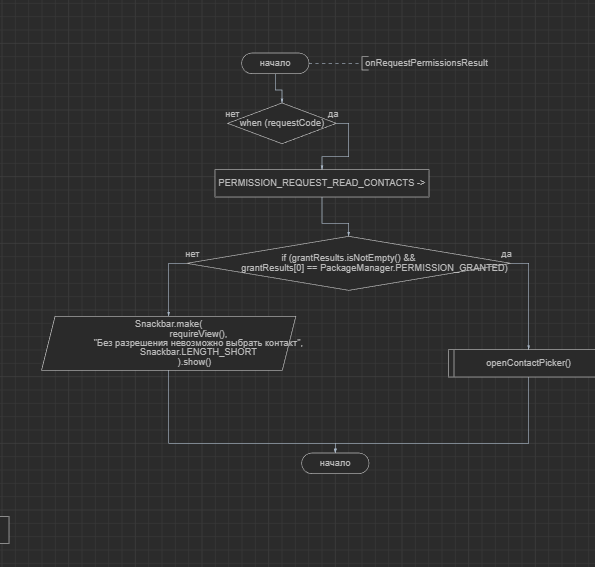 начало
onRequestPermissionsResult
нет
да
when (requestCode)
PERMISSION_REQUEST_READ_CONTACTS ->
нет
да
if (grantResults.isNotEmpty() &&
grantResults[0] == PackageManager.PERMISSION_GRANTED)
Snackbar.make(
requireView(),
"Без разрешения невозможно выбрать контакт",
Snackbar.LENGTH_SHORT
).show()
openContactPicker()
начало